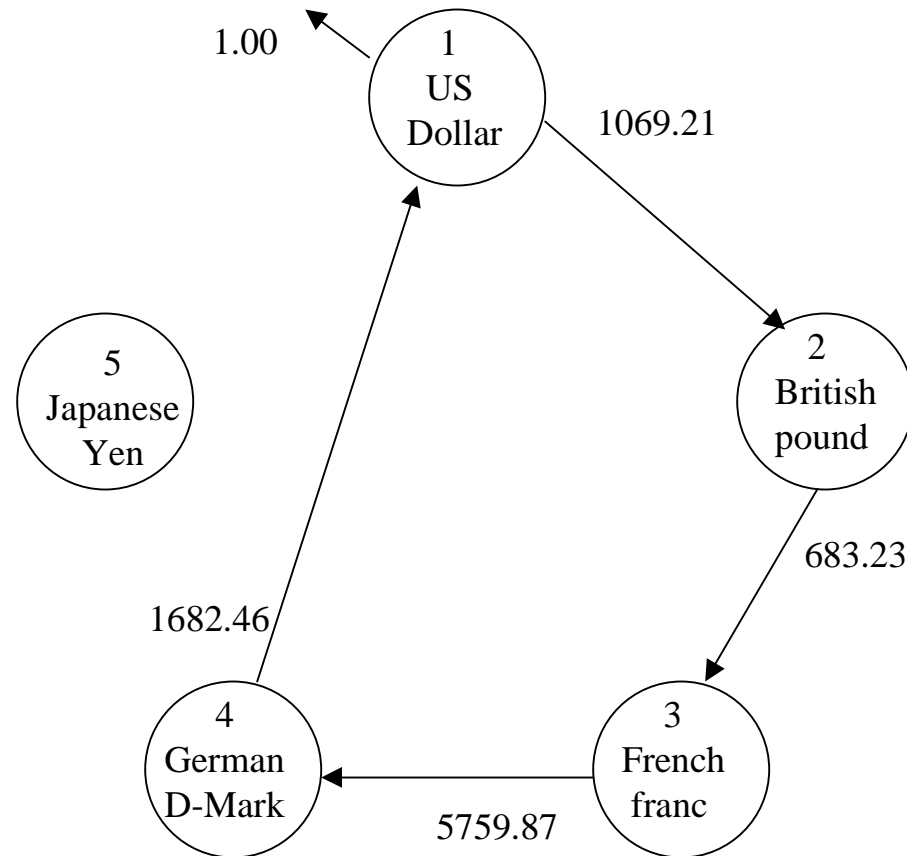 1.00
1
US
Dollar
1069.21
5
Japanese
Yen
2
British
pound
683.23
1682.46
4
German
D-Mark
3
French
franc
5759.87